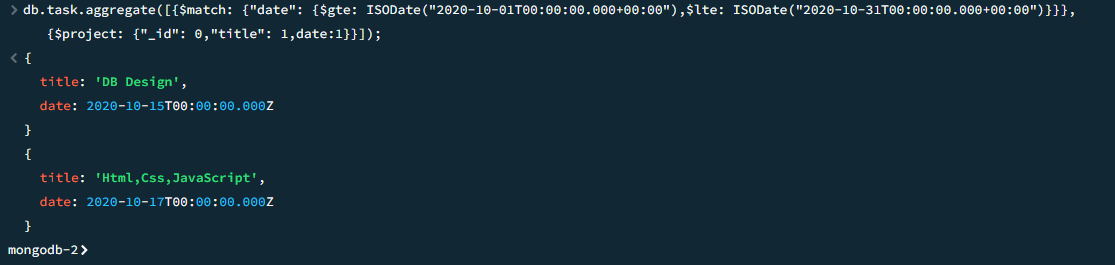 > db.task.aggregate([{$match: {"date": {$gte: ISODate("2020-10-01T00:00:00.000+00:00"),$lte: ISODate("2020-10-31T00:00:00.000+00:00")}}},
{$project: {"_id": 0,"title": 1,date:1}}]);
< {
title: 'DB Design',
date: 2020-10-15T00:00:00.000Z
}
{
title: 'Html,Css,JavaScript',
date: 2020-10-17T00:00:00.000Z
}
mongodb-2>